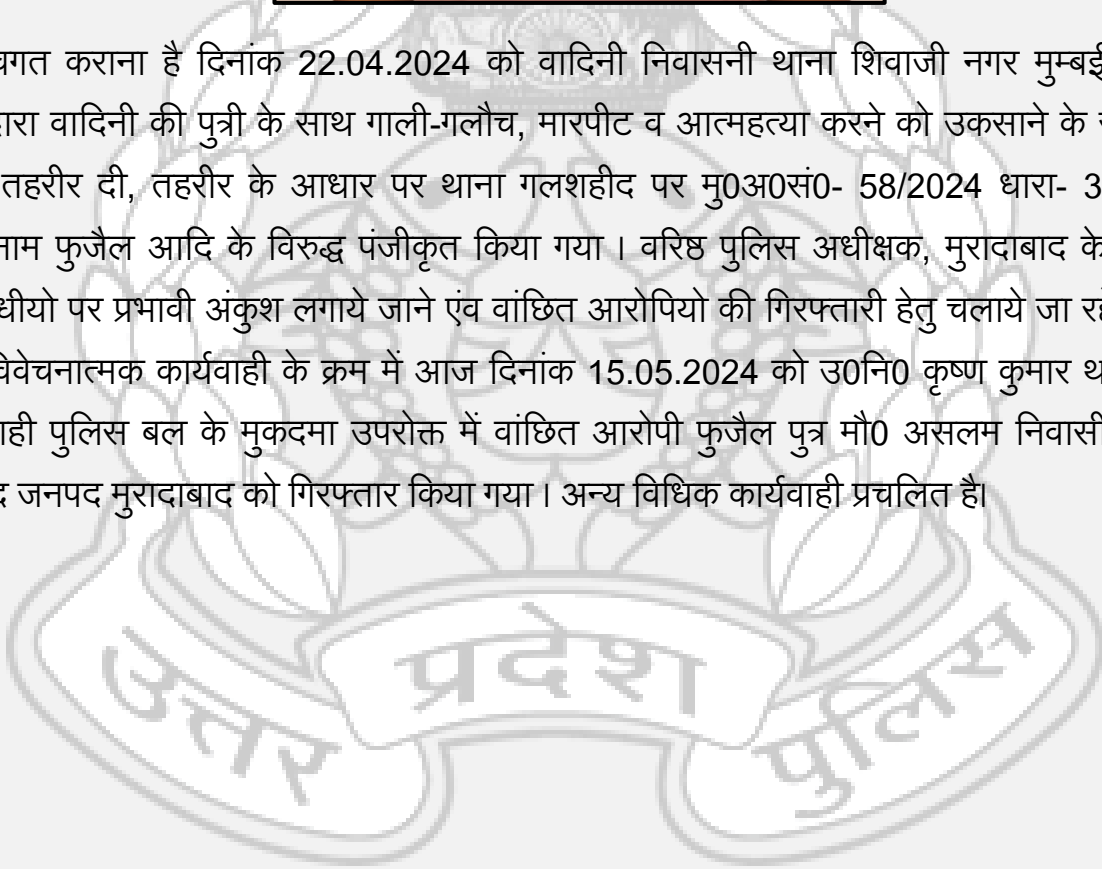 वगत कराना है दिनांक 22.04.2024 को वादिनी निवासनी थाना शिवाजी नगर मुम्बई
द्वारा वादिनी की पुत्री के साथ गाली-गलौच, मारपीट व आत्महत्या करने को उकसाने के
तहरीर दी, तहरीर के आधार पर थाना गलशहीद पर मु0अ0सं0- 58/2024 धारा- 3
नाम फुजैल आदि के विरुद्ध पंजीकृत किया गया । वरिष्ठ पुलिस अधीक्षक, मुरादाबाद के
धीयो पर प्रभावी अंकुश लगाये जाने एंव वांछित आरोपियो की गिरफ्तारी हेतु चलाये जा रहे
विवेचनात्मक कार्यवाही के क्रम में आज दिनांक 15.05.2024 को उ0नि0 कृष्ण कुमार
ाही पुलिस बल के मुकदमा उपरोक्त में वांछित आरोपी फुजैल पुत्र मौ0 असलम निवासी
द जनपद मुरादाबाद को गिरफ्तार किया गया । अन्य विधिक कार्यवाही प्रचलित है।
उत्तर प्रदेश पुलिस